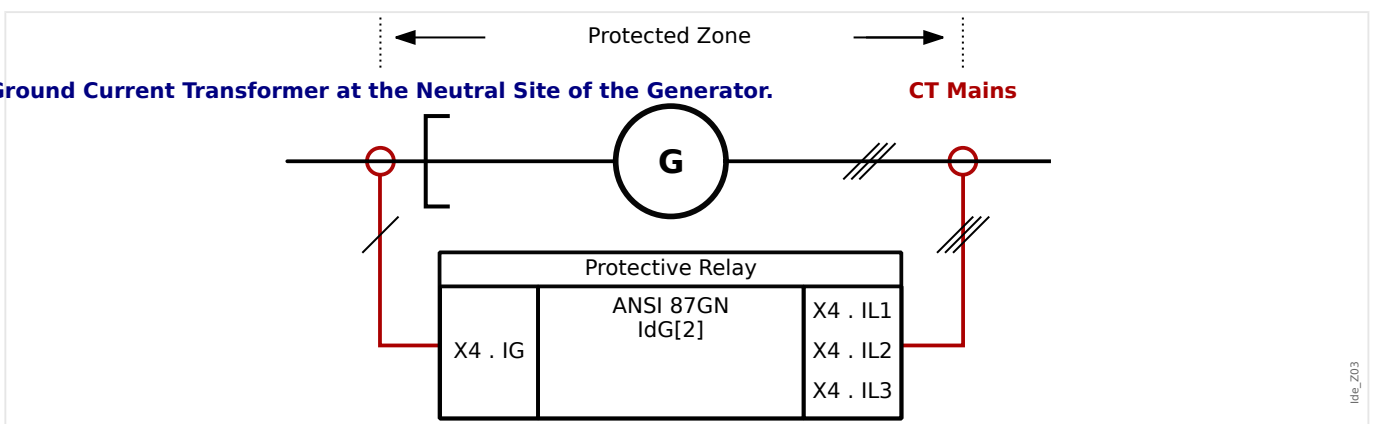 Protected Zone
Ground Current Transformer at the Neutral Site of the Generator.
CT Mains
G
Protective Relay
ANSI 87GN
IdG[2]
X4 . IG
X4 . IL1
X4 . IL2
X4 . IL3
Ide_Z03